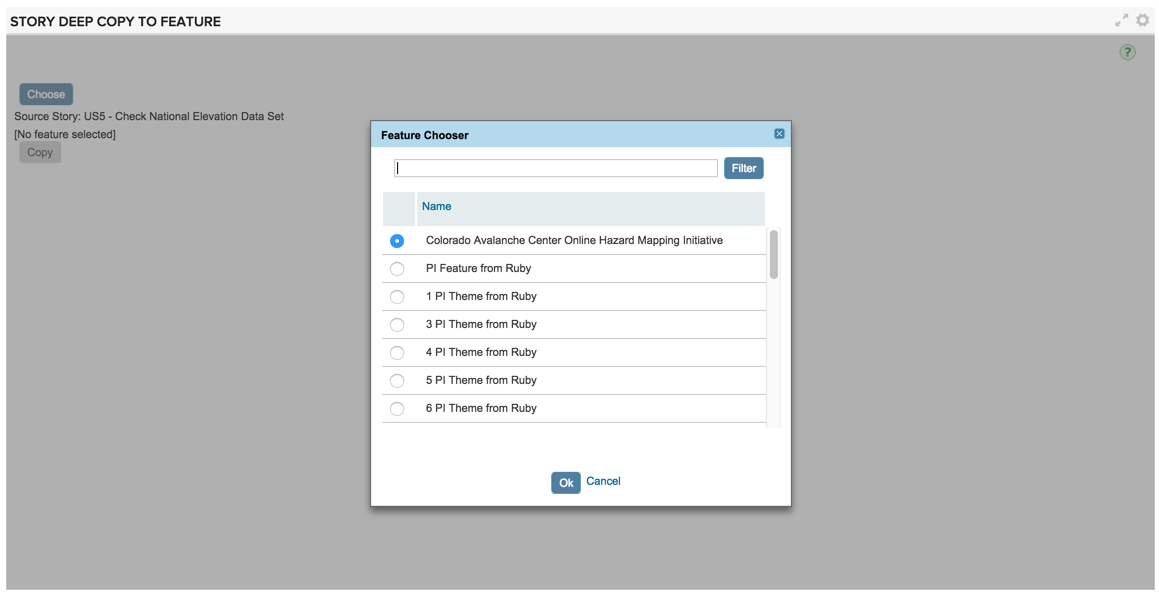 STORY DEEP COPY TO FEATURE
?
Choose
Source Story: US5 - Check National Elevation Data Set
[No feature selected]
Copy
Feature Chooser
Filter
Name
Colorado Avalanche Center Online Hazard Mapping Initiative
PI Feature from Ruby
1 PI Theme from Ruby
3 PI Theme from Ruby
4 PI Theme from Ruby
5 PI Theme from Ruby
6 PI Theme from Ruby
Ok Cancel